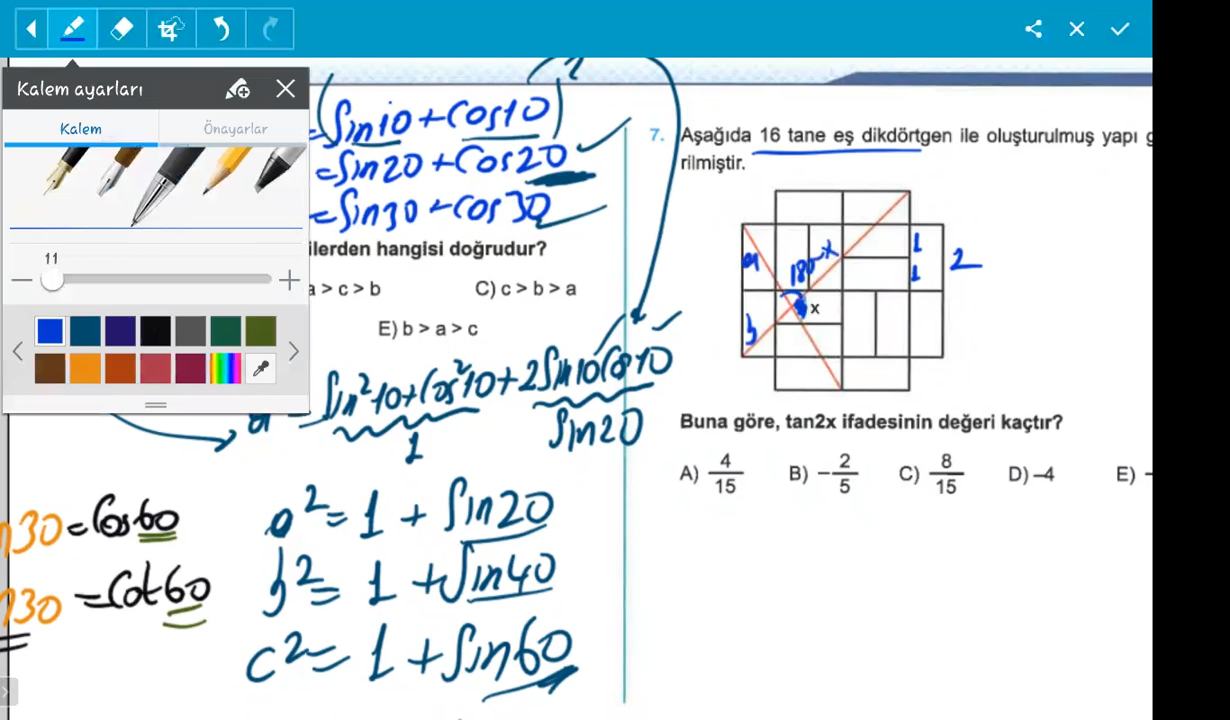 Kalem ayarları
Kalem
Önayarlar
11
=Sin10+Cos10
=Sin20+Cos20
=Sin30+Cos30
ilerden hangisi doğrudur?
a > c > b
C) c > b > a
E) b > a > c
Sin²10+Cos²10+2Sin10Cos10
1
Sin20
n30=Cos60
n30=Cot60
a²=1+Sin20
b²=1+Sin40
c²=1+Sin60
7. Aşağıda 16 tane eş dikdörtgen ile oluşturulmuş yapı g
rilmiştir.
a
180-x
1
1
2
b
x
Buna göre, tan2x ifadesinin değeri kaçtır?
A) 4/15 B) -2/5 C) 8/15 D) -4 E) -